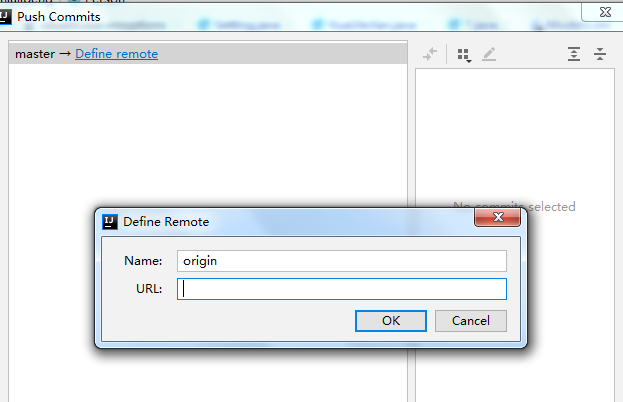 Push Commits
master → Define remote
No commits selected
Define Remote
Name: origin
URL:
OK Cancel